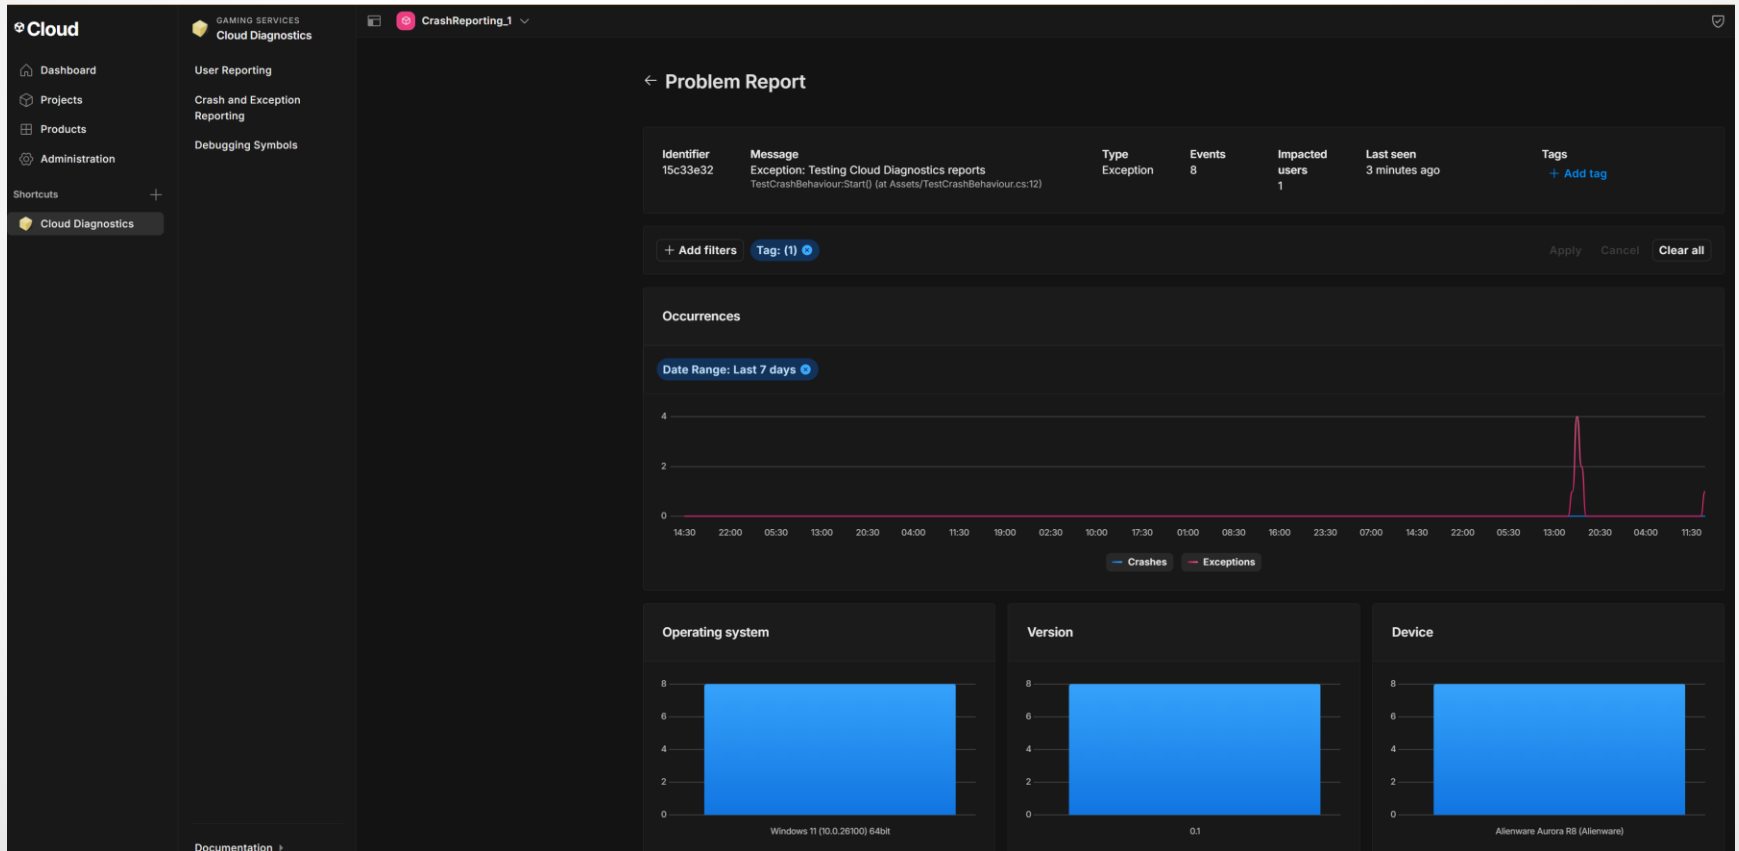 Cloud
Dashboard
Projects
Products
Administration
Shortcuts
Cloud Diagnostics
GAMING SERVICES
Cloud Diagnostics
User Reporting
Crash and Exception
Reporting
Debugging Symbols
Documentation
CrashReporting_1
← Problem Report
Identifier
15c33e32
Message
Exception: Testing Cloud Diagnostics reports
TestCrashBehaviour:Start() (at Assets/TestCrashBehaviour.cs:12)
Type
Exception
Events
8
Impacted
users
1
Last seen
3 minutes ago
Tags
+ Add tag
+ Add filters
Tag: (1)
Apply
Cancel
Clear all
Occurrences
Date Range: Last 7 days
4
2
0
14:30 22:00 05:30 13:00 20:30 04:00 11:30 19:00 02:30 10:00 17:30 01:00 08:30 16:00 23:30 07:00 14:30 22:00 05:30 13:00 20:30 04:00 11:30
Crashes Exceptions
Operating system
8
6
4
2
0
Windows 11 (10.0.26100) 64bit
Version
8
6
4
2
0
0.1
Device
8
6
4
2
0
Alienware Aurora R8 (Alienware)